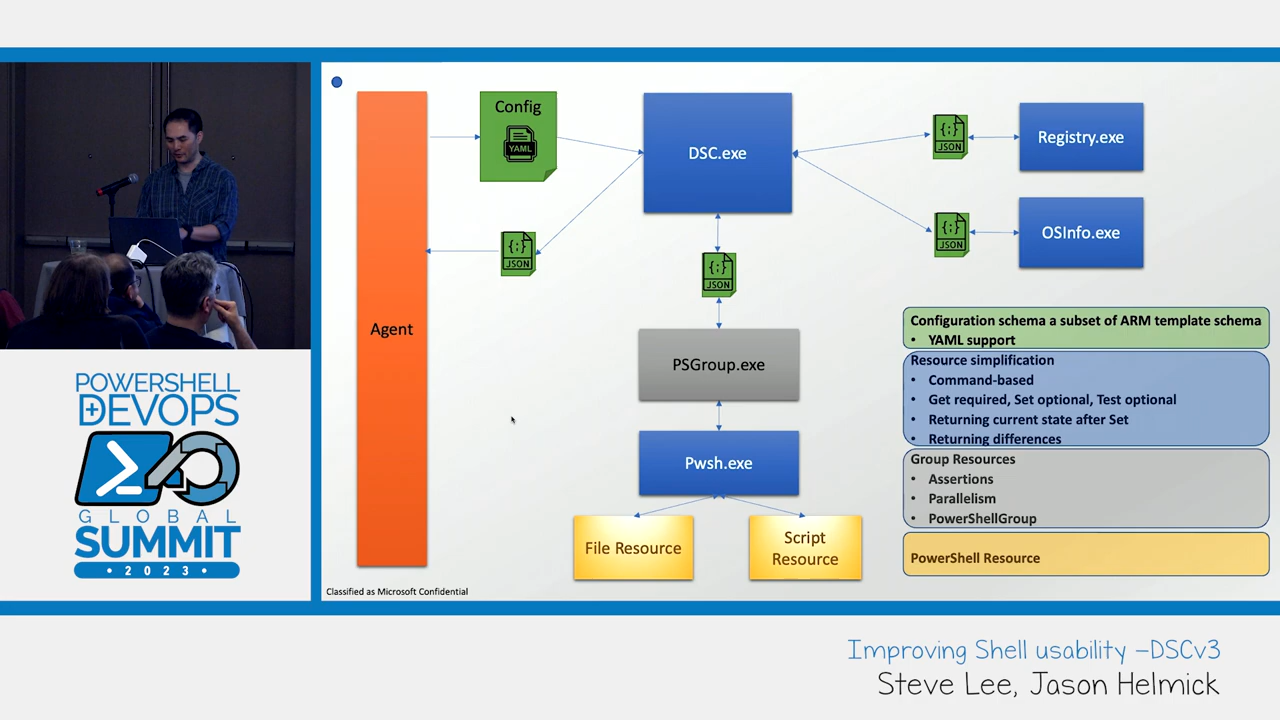 Config
YAML
DSC.exe
{;}
JSON
Registry.exe
{;}
JSON
OSInfo.exe
{;}
JSON
{;}
JSON
Agent
PSGroup.exe
Pwsh.exe
File Resource
Script
Resource
Configuration schema a subset of ARM template schema
• YAML support
Resource simplification
• Command-based
• Get required, Set optional, Test optional
• Returning current state after Set
• Returning differences
Group Resources
• Assertions
• Parallelism
• PowerShellGroup
PowerShell Resource
Classified as Microsoft Confidential
POWERSHELL
+DEVOPS
GLOBAL
SUMMIT
• 2023 •
Improving Shell usability -DSCv3
Steve Lee, Jason Helmick